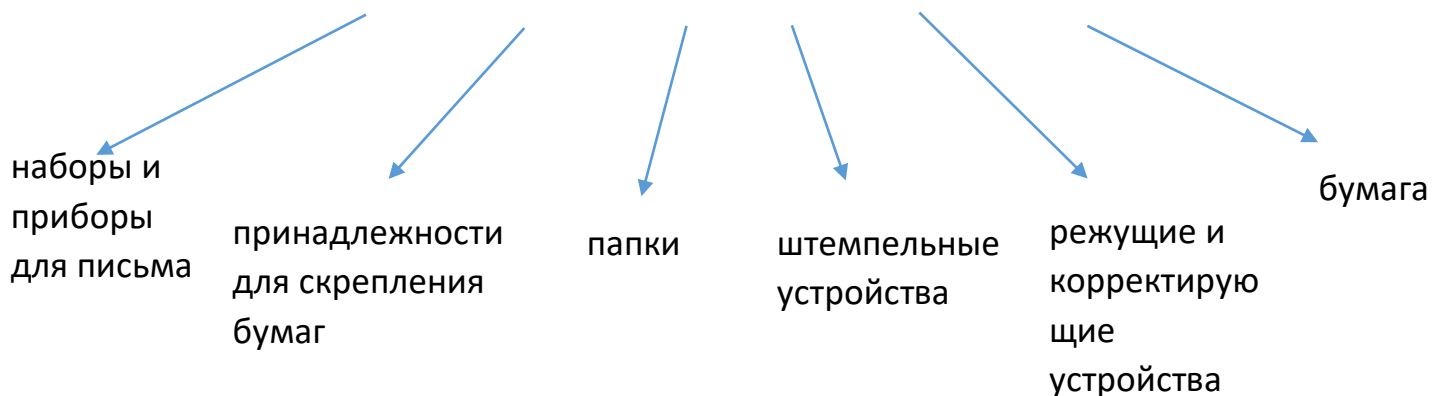 наборы и
приборы
для письма
принадлежности
для скрепления
бумаг
папки
штемпельные
устройства
режущие и
корректирую
щие
устройства
бумага